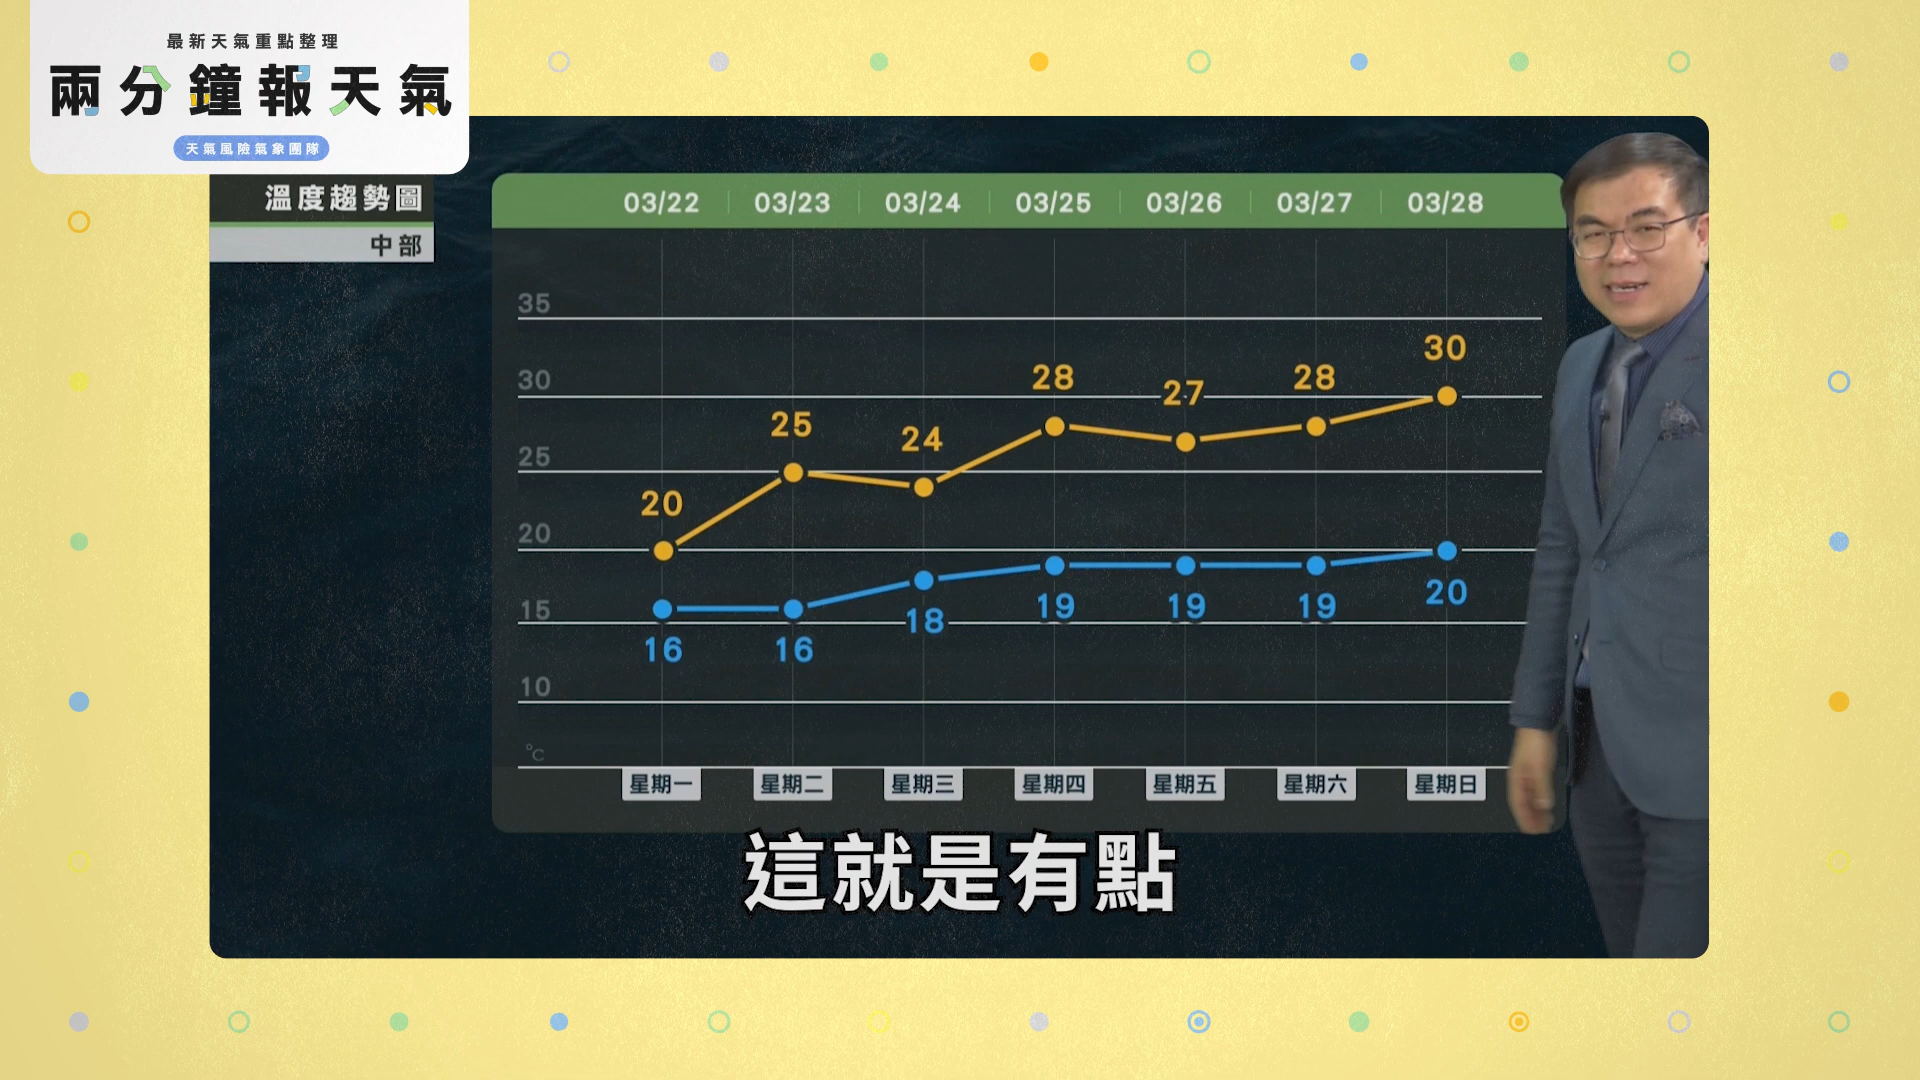 最新天氣重點整理
兩分鐘報天氣
天氣風險氣象團隊
溫度趨勢圖
中部
03/22 03/23 03/24 03/25 03/26 03/27 03/28
35
30
25
20
15
10
°C
20 25 24 28 27 28 30
16 16 18 19 19 19 20
星期一 星期二 星期三 星期四 星期五 星期六 星期日
這就是有點